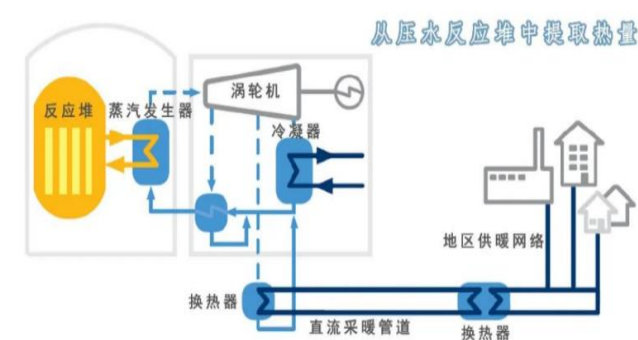 从压水反应堆中提取热量
反应堆
蒸汽发生器
涡轮机
冷凝器
地区供暖网络
换热器
直流采暖管道
换热器